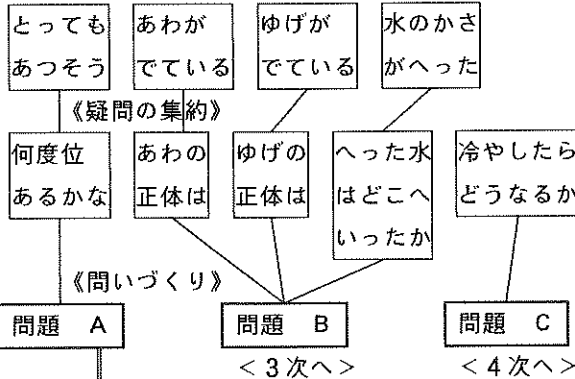 とっても
あつそう
あわが
でている
ゆげが
でている
水のかさ
がへった
《疑問の集約》
何度位
あるかな
あわの
正体は
ゆげの
正体は
へった水
はどこへ
いったか
冷やしたら
どうなるか
《問いづくり》
問題 A
問題 B
問題 C
<3次へ>
<4次へ>